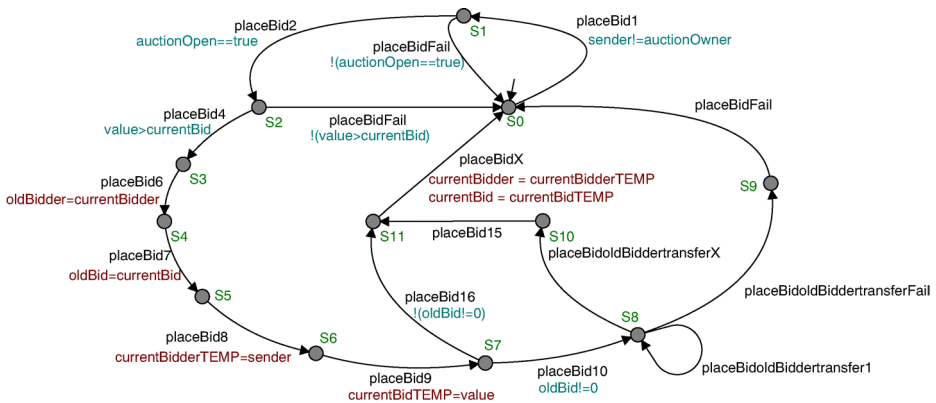 placeBid2
auctionOpen==true
S1
placeBid1
sender!=auctionOwner
placeBidFail
!(auctionOpen==true)
placeBid4
value>currentBid
S2
placeBidFail
!(value>currentBid)
S0
placeBidFail
S3
placeBidX
currentBidder = currentBidderTEMP
currentBid = currentBidTEMP
placeBid6
oldBidder=currentBidder
S9
S4
S11
placeBid15
S10
placeBid7
oldBid=currentBid
placeBidoldBiddertransferX
S5
placeBid16
!(oldBid!=0)
placeBidoldBiddertransferFail
S8
placeBid8
currentBidderTEMP=sender
S6
S7
placeBid9
currentBidTEMP=value
placeBid10
oldBid!=0
placeBidoldBiddertransfer1